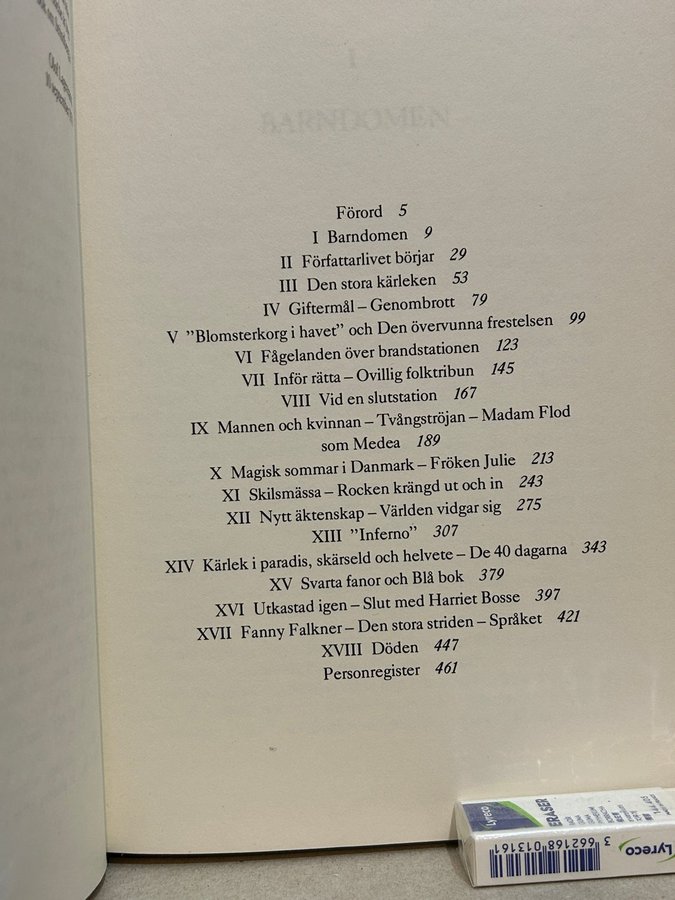 I
BARNDOMEN
Förord 5
I Barndomen 9
II Författarlivet börjar 29
III Den stora kärleken 53
IV Giftermål – Genombrott 79
V ”Blomsterkorg i havet” och Den övervunna frestelsen 99
VI Fågelanden över brandstationen 123
VII Inför rätta – Ovillig folktribun 145
VIII Vid en slutstation 167
IX Mannen och kvinnan – Tvångströjan – Madam Flod
som Medea 189
X Magisk sommar i Danmark – Fröken Julie 213
XI Skilsmässa – Rocken krängd ut och in 243
XII Nytt äktenskap – Världen vidgar sig 275
XIII ”Inferno” 307
XIV Kärlek i paradis, skärseld och helvete – De 40 dagarna 343
XV Svarta fanor och Blå bok 379
XVI Utkastad igen – Slut med Harriet Bosse 397
XVII Fanny Falkner – Den stora striden – Språket 421
XVIII Döden 447
Personregister 461
Lyreco
ERASER
3 662168 013161
Lyreco